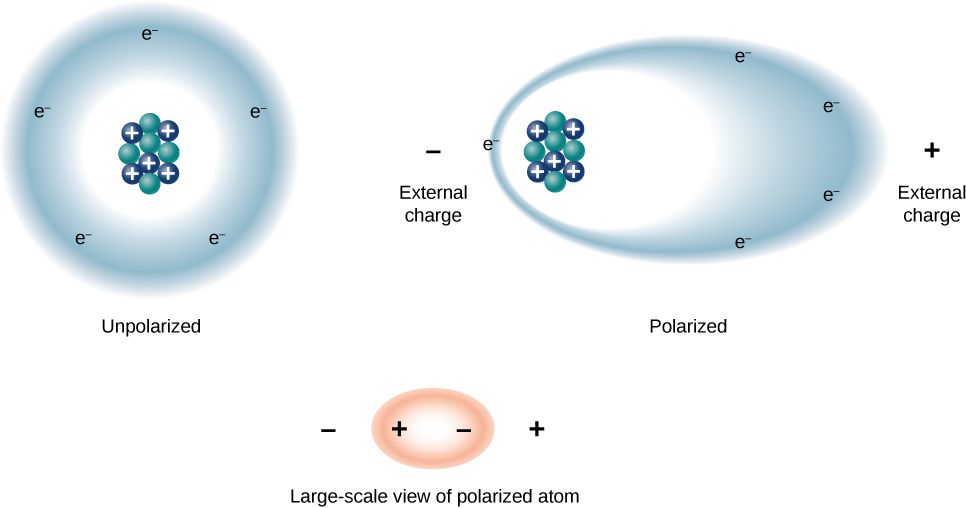 e⁻
e⁻ e⁻
e⁻ e⁻
+ +
+
+ +
Unpolarized
–
External
charge
e⁻
e⁻
e⁻
e⁻
e⁻
+ +
+
+ +
+
External
charge
Polarized
– + – +
Large-scale view of polarized atom